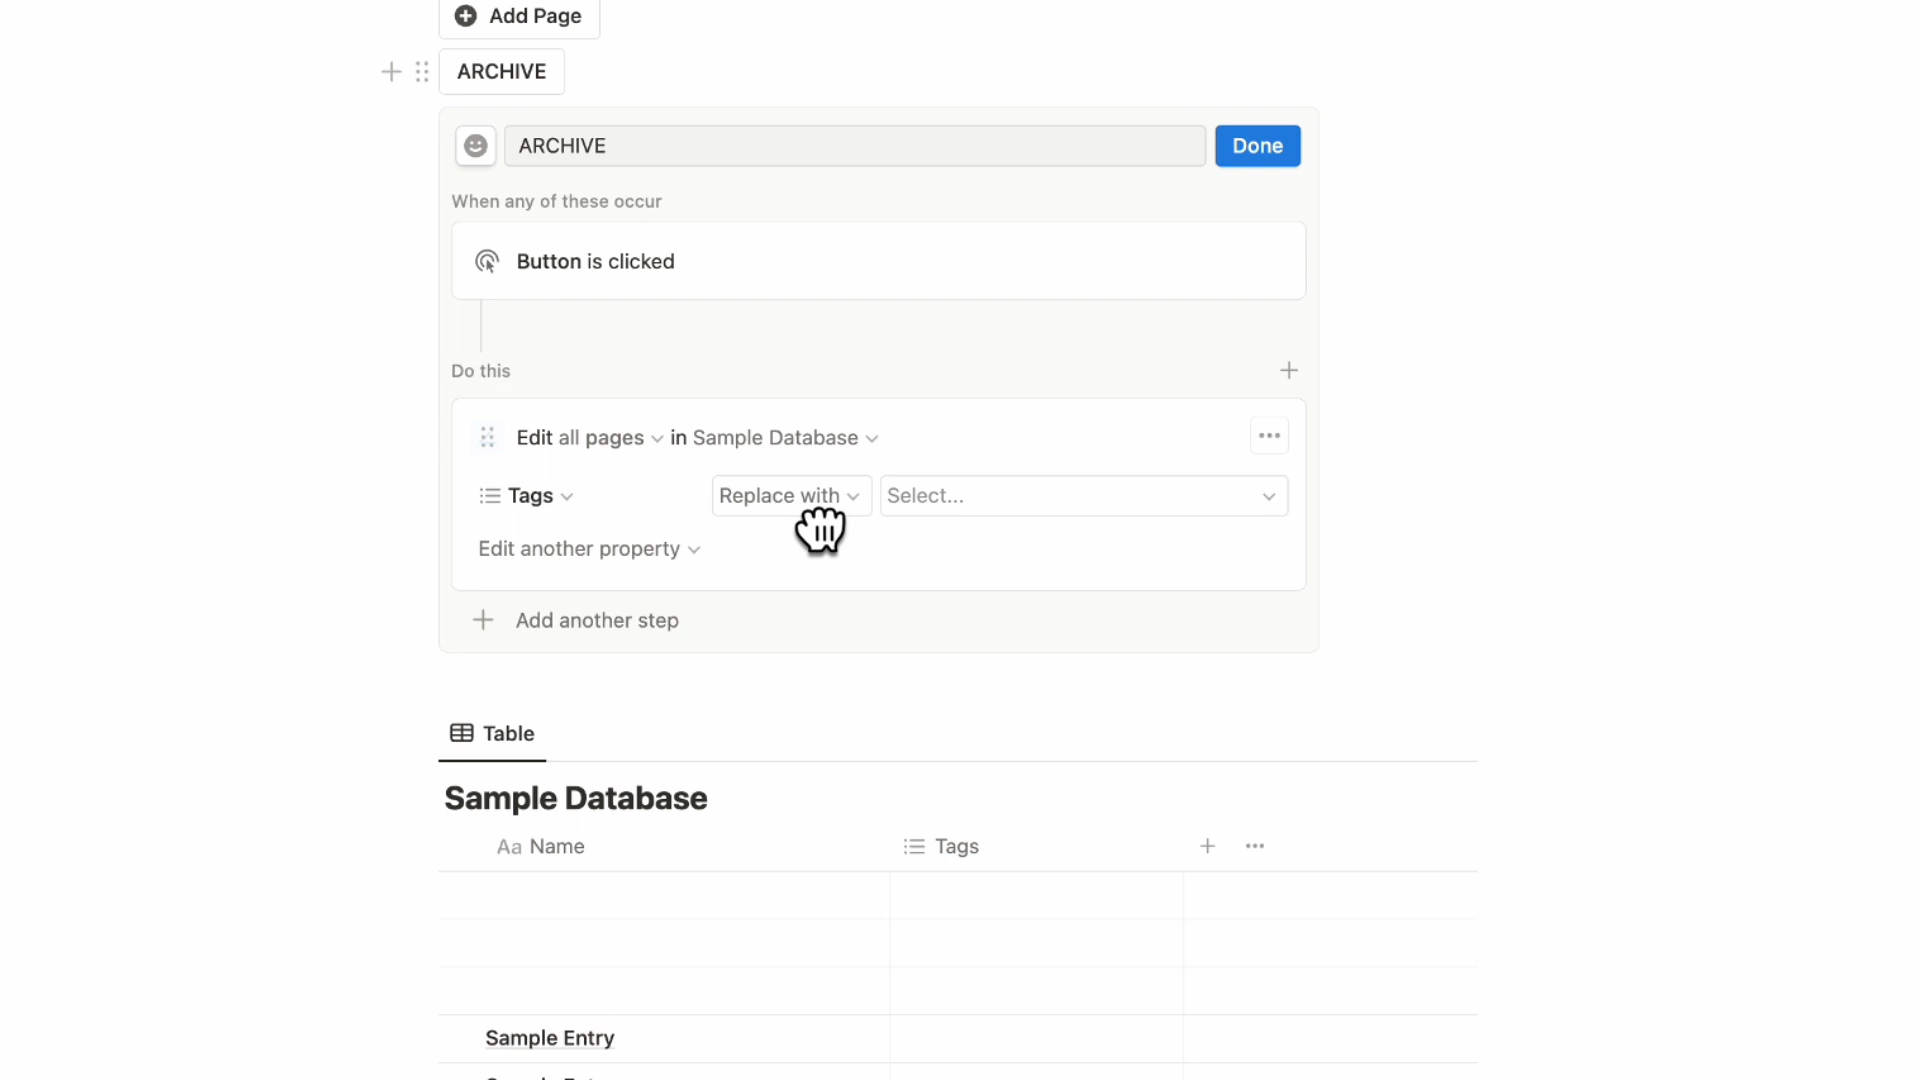 Add Page
ARCHIVE
ARCHIVE
Done
When any of these occur
Button is clicked
Do this
Edit all pages in Sample Database
Tags
Replace with
Select...
Edit another property
Add another step
Table
Sample Database
Aa Name
Tags
Sample Entry